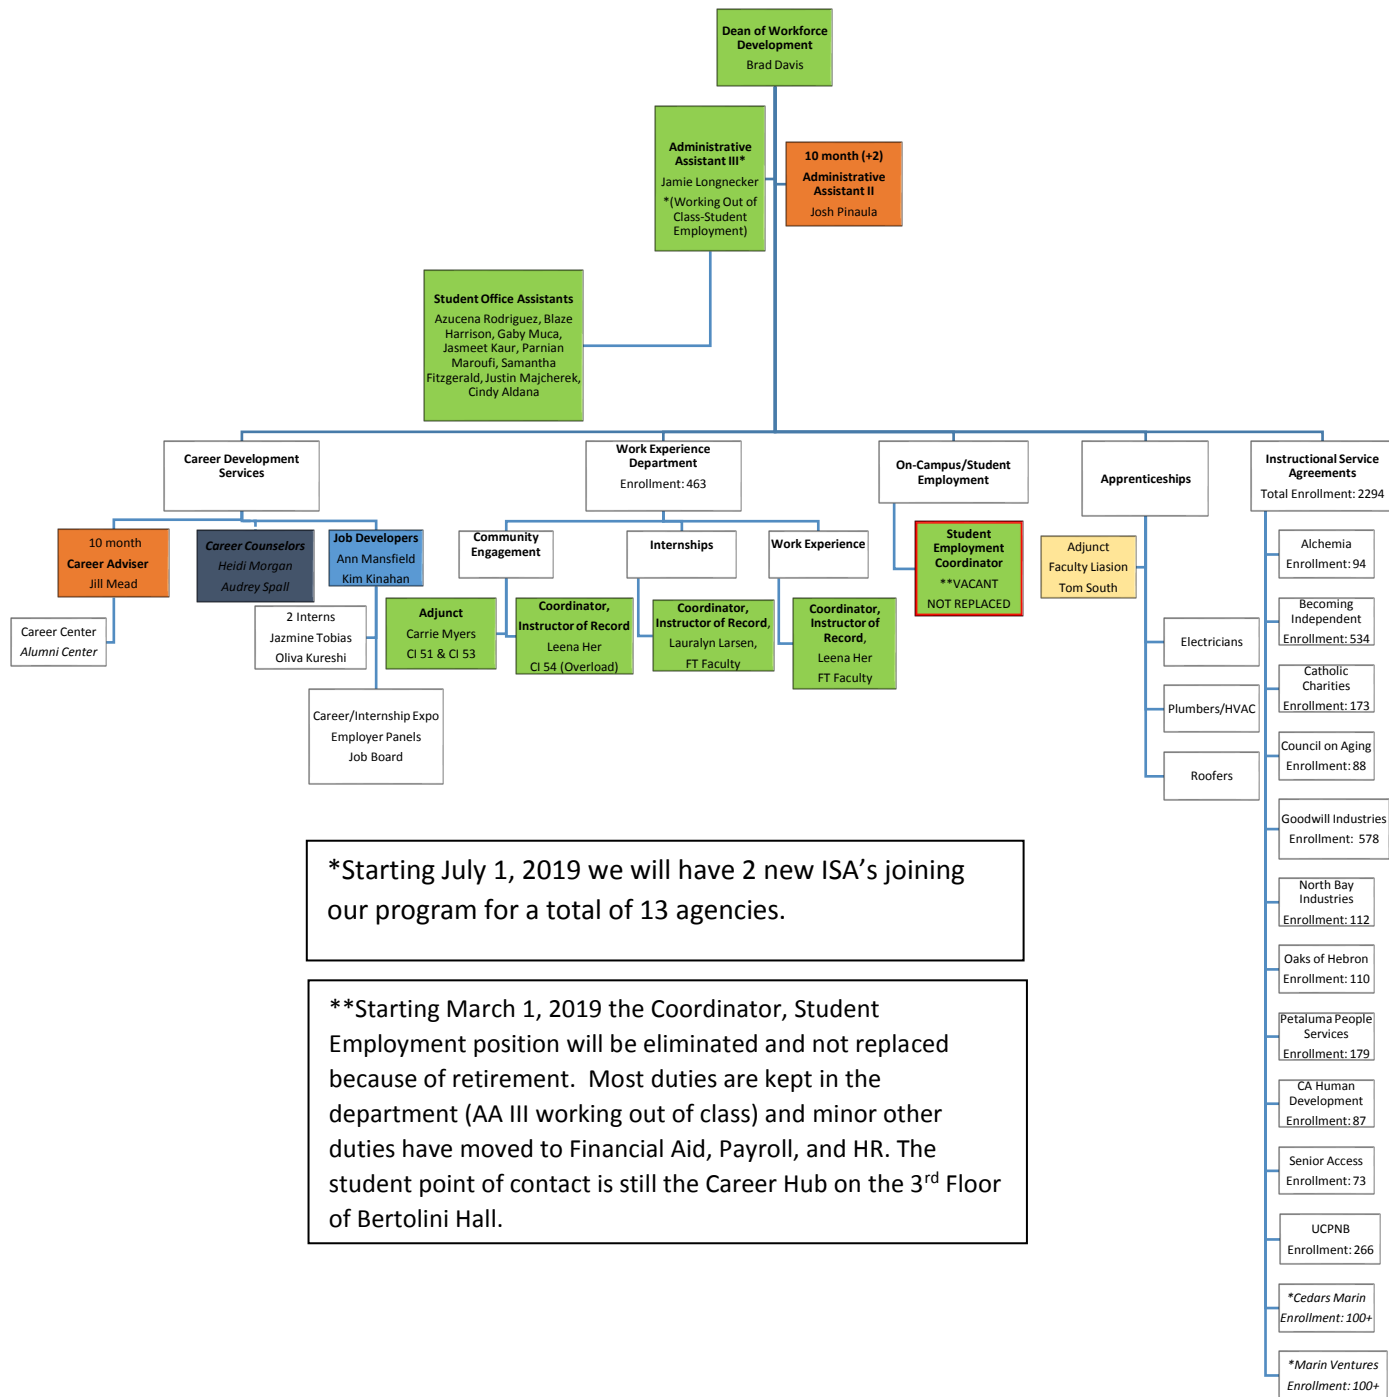 Dean of Workforce
Development
Brad Davis
Administrative
Assistant III*
Jamie Longnecker
*(Working Out of
Class-Student
Employment)
10 month (+2)
Administrative
Assistant II
Josh Pinaula
Student Office Assistants
Azucena Rodriguez, Blaze
Harrison, Gaby Muca,
Jasmeet Kaur, Parnian
Maroufi, Samantha
Fitzgerald, Justin Majcherek,
Cindy Aldana
Career Development
Services
Work Experience
Department
Enrollment: 463
On-Campus/Student
Employment
Apprenticeships
Instructional Service
Agreements
Total Enrollment: 2294
10 month
Career Adviser
Jill Mead
Career Counselors
Heidi Morgan
Audrey Spall
Job Developers
Ann Mansfield
Kim Kinahan
Career Center
Alumni Center
2 Interns
Jazmine Tobias
Oliva Kureshi
Career/Internship Expo
Employer Panels
Job Board
Community
Engagement
Internships
Work Experience
Adjunct
Carrie Myers
CI 51 & CI 53
Coordinator,
Instructor of Record
Leena Her
CI 54 (Overload)
Coordinator,
Instructor of Record,
Lauralyn Larsen,
FT Faculty
Coordinator,
Instructor of
Record,
Leena Her
FT Faculty
Student
Employment
Coordinator
**VACANT
NOT REPLACED
Adjunct
Faculty Liasion
Tom South
Electricians
Plumbers/HVAC
Roofers
Alchemia
Enrollment: 94
Becoming
Independent
Enrollment: 534
Catholic
Charities
Enrollment: 173
Council on Aging
Enrollment: 88
Goodwill Industries
Enrollment: 578
North Bay
Industries
Enrollment: 112
Oaks of Hebron
Enrollment: 110
Petaluma People
Services
Enrollment: 179
CA Human
Development
Enrollment: 87
Senior Access
Enrollment: 73
UCPNB
Enrollment: 266
*Cedars Marin
Enrollment: 100+
*Marin Ventures
Enrollment: 100+
*Starting July 1, 2019 we will have 2 new ISA’s joining
our program for a total of 13 agencies.
**Starting March 1, 2019 the Coordinator, Student
Employment position will be eliminated and not replaced
because of retirement.  Most duties are kept in the
department (AA III working out of class) and minor other
duties have moved to Financial Aid, Payroll, and HR. The
student point of contact is still the Career Hub on the 3rd Floor
of Bertolini Hall.